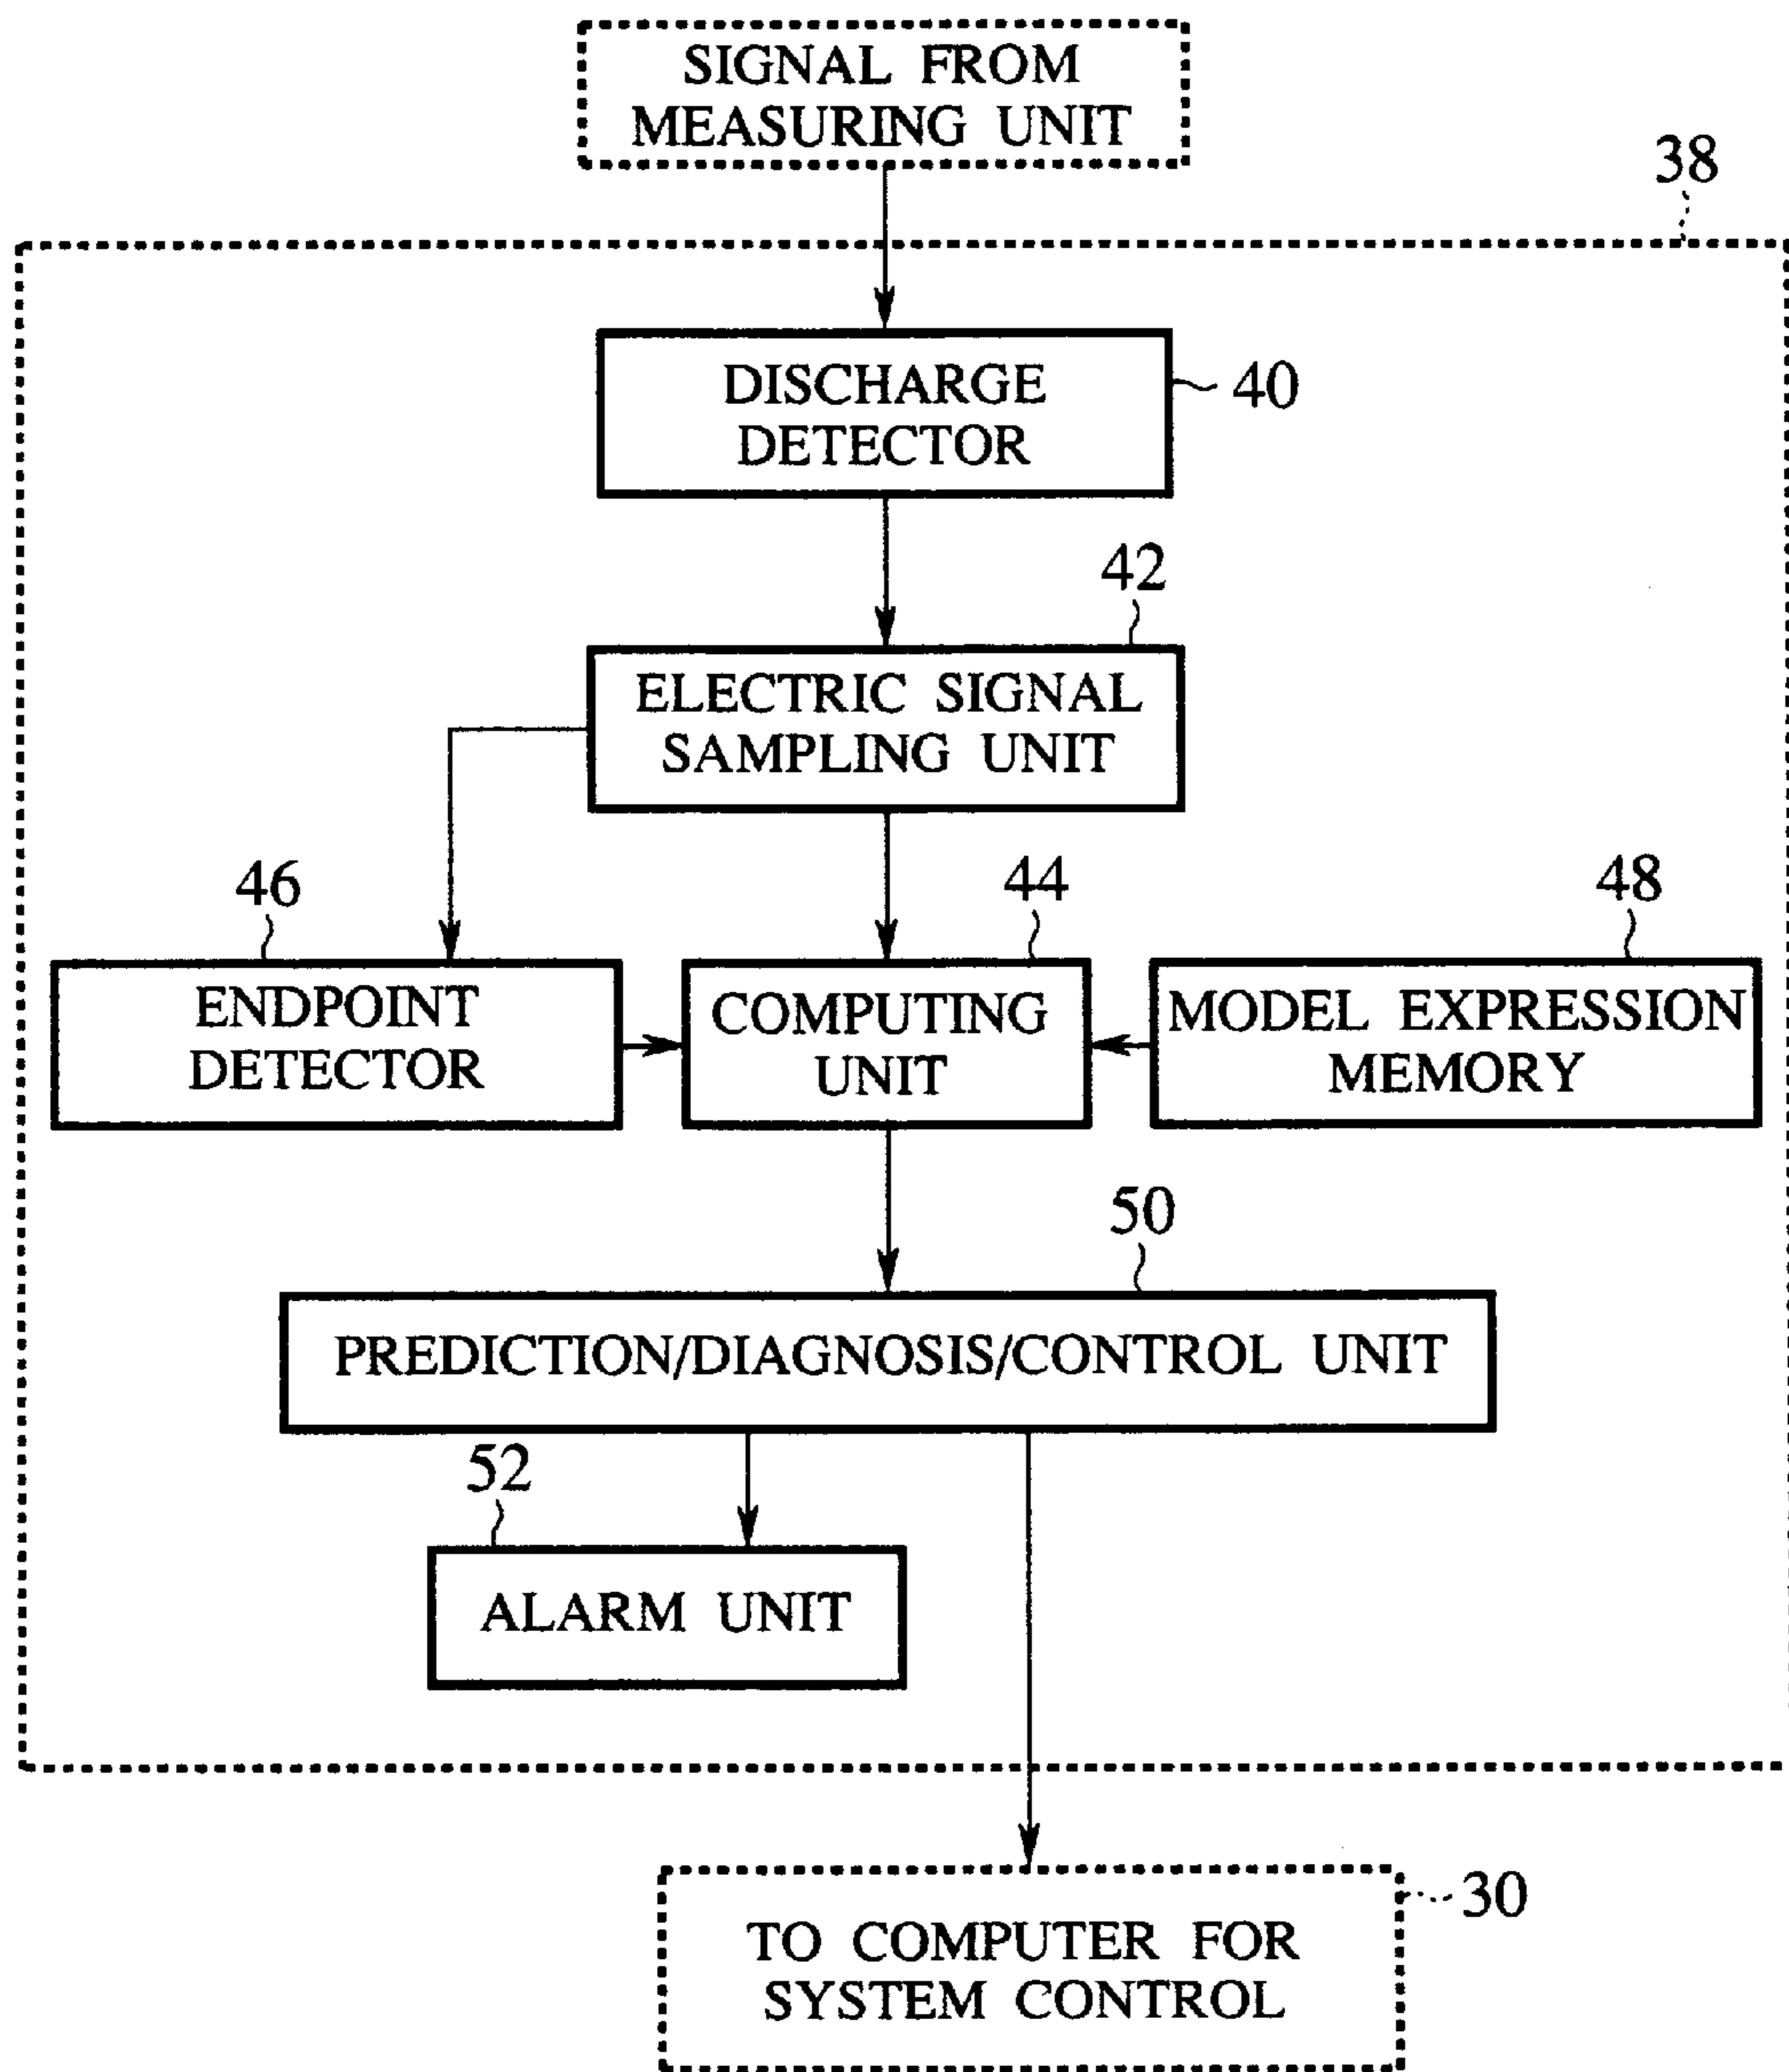 SIGNAL FROM
MEASURING UNIT
38
DISCHARGE
DETECTOR
40
42
ELECTRIC SIGNAL
SAMPLING UNIT
46
44
48
ENDPOINT
DETECTOR
COMPUTING
UNIT
MODEL EXPRESSION
MEMORY
50
PREDICTION/DIAGNOSIS/CONTROL UNIT
52
ALARM UNIT
30
TO COMPUTER FOR
SYSTEM CONTROL